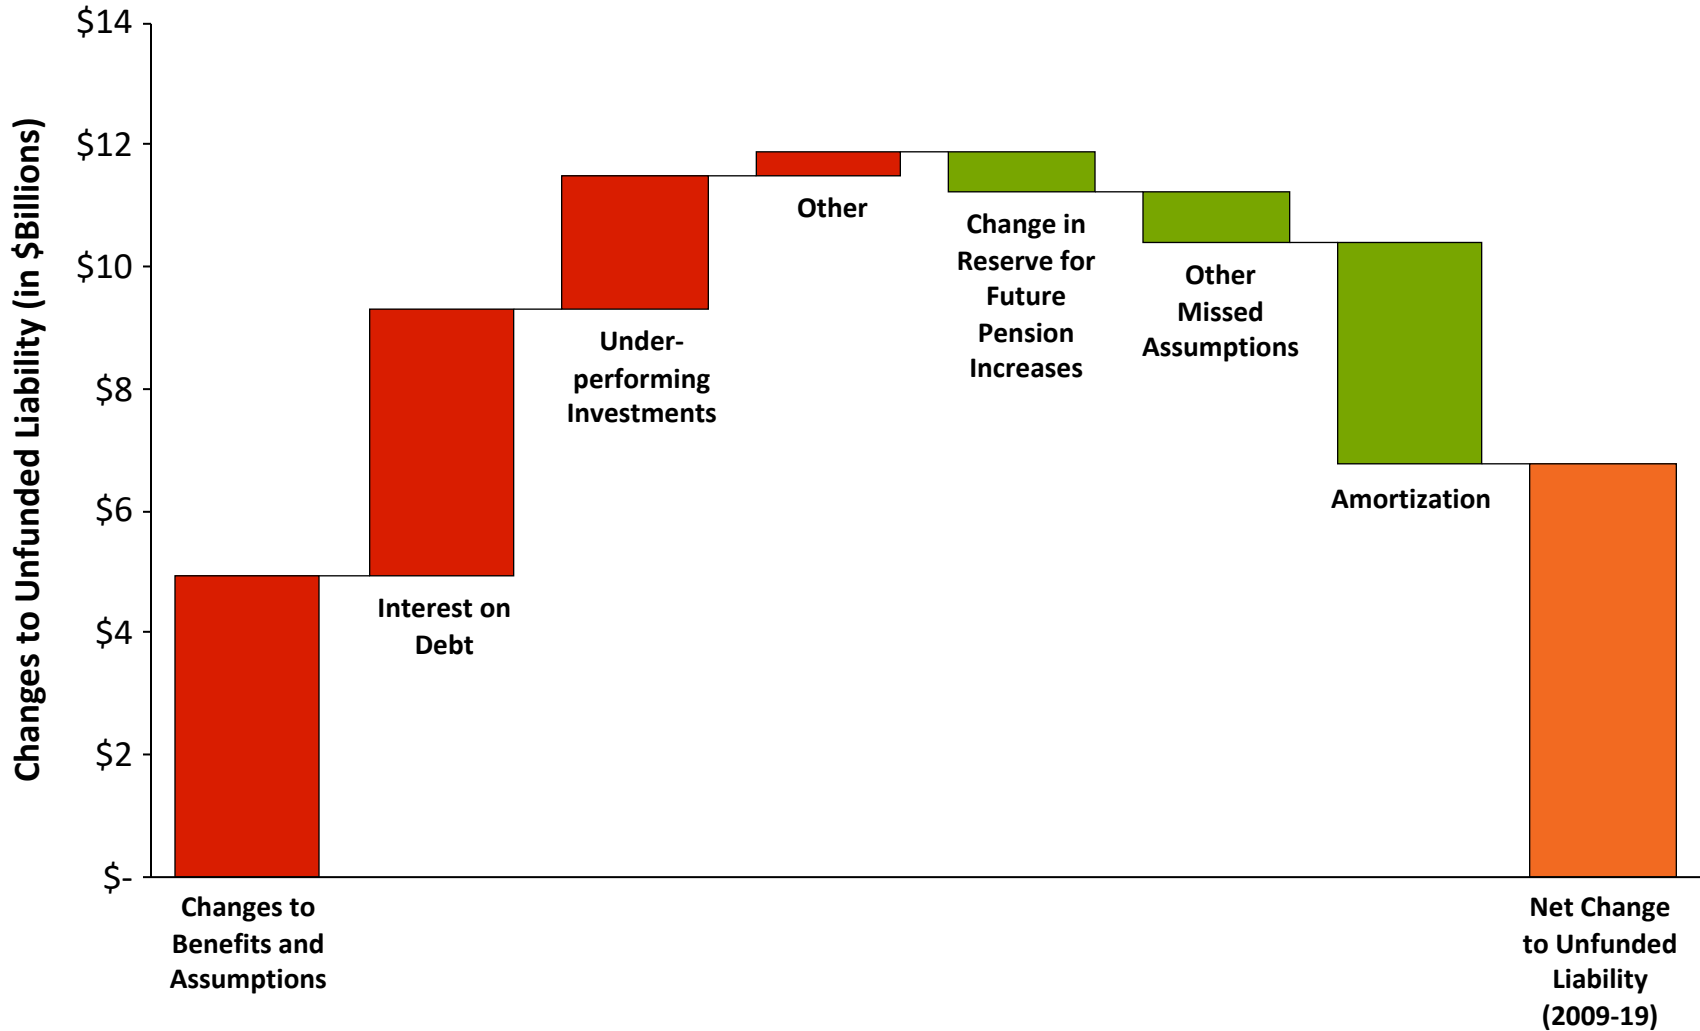 Changes to Unfunded Liability (in $Billions)
$14
$12
$10
$8
$6
$4
$2
$-
Changes to
Benefits and
Assumptions
Interest on
Debt
Under-
performing
Investments
Other
Change in
Reserve for
Future
Pension
Increases
Other
Missed
Assumptions
Amortization
Net Change
to Unfunded
Liability
(2009-19)